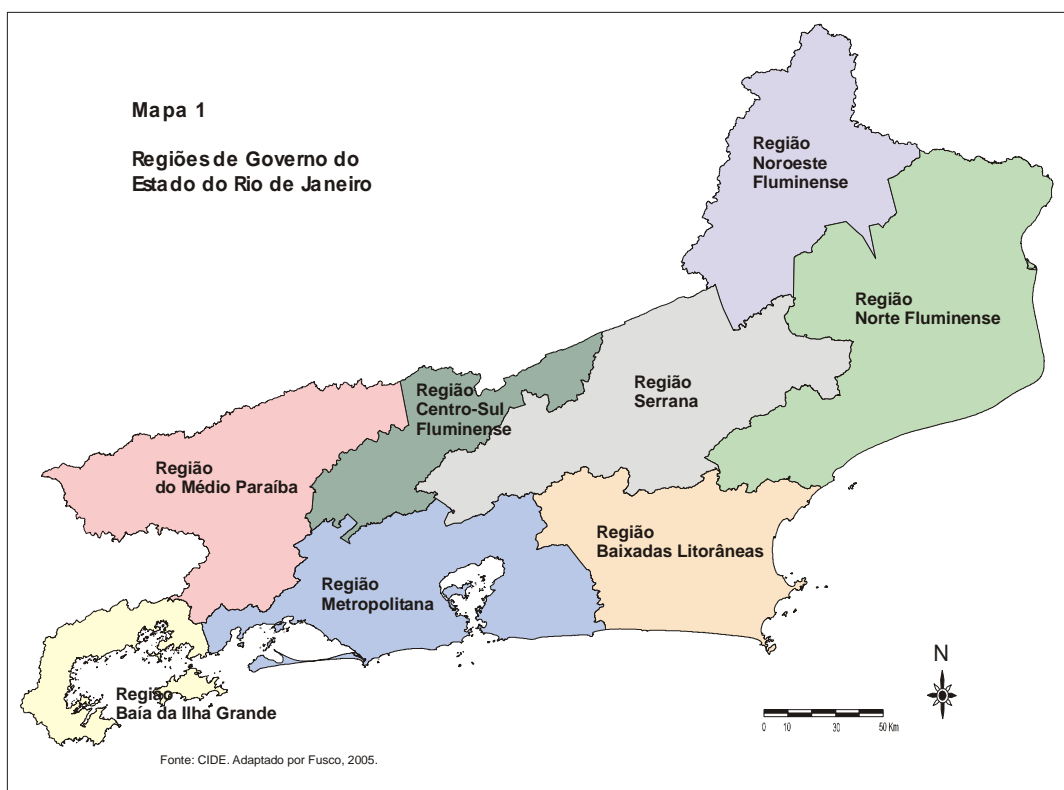 Mapa 1
Regiões de Governo do
Estado do Rio de Janeiro
Região
Noroeste
Fluminense
Região
Norte Fluminense
Região
Serrana
Região
Centro-Sul
Fluminense
Região
do Médio Paraíba
Região
Baixadas Litorâneas
Região
Metropolitana
Região
Baía da Ilha Grande
N
0 10 50 Km
Fonte: CIDE. Adaptado por Fusco, 2005.